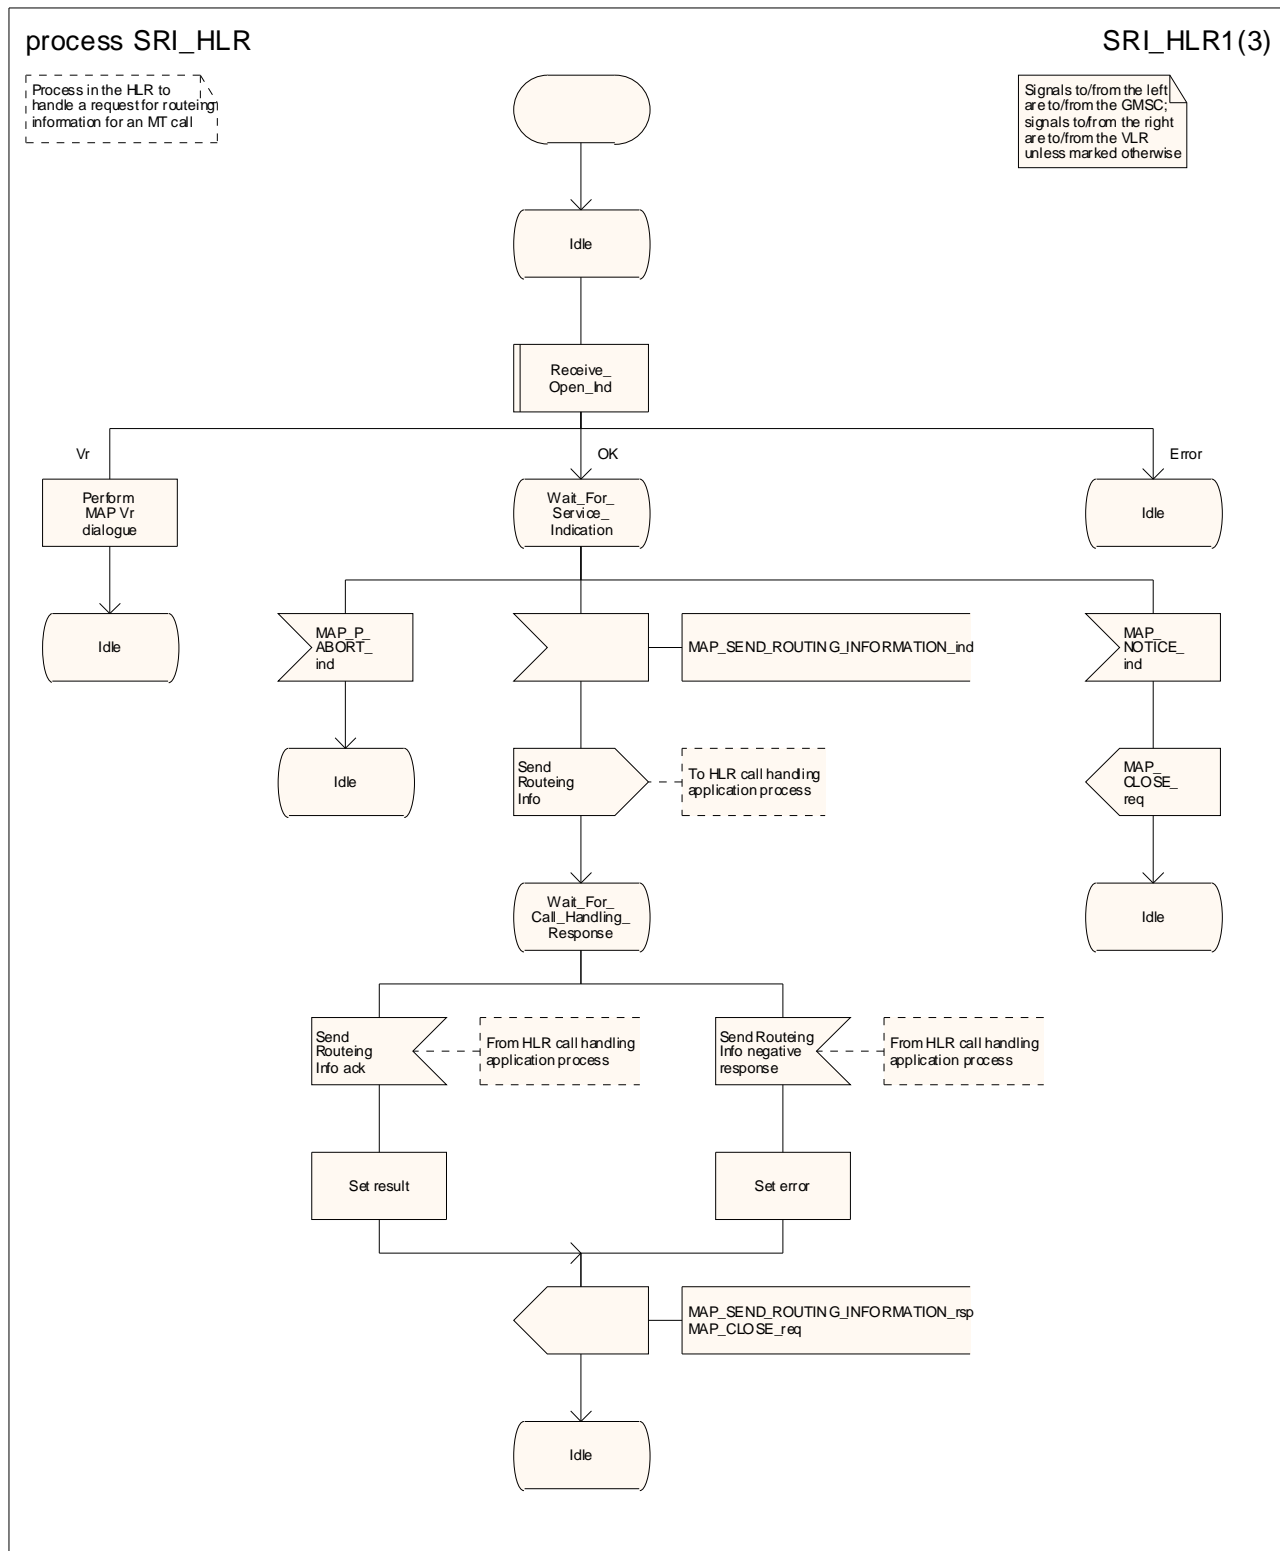 process SRI_HLR
SRI_HLR1(3)
Process in the HLR to
handle a request for routeing
information for an MT call
Signals to/from the left
are to/from the GMSC;
signals to/from the right
are to/from the VLR
unless marked otherwise
Idle
Receive_
Open_Ind
Vr
OK
Error
Perform
MAP Vr
dialogue
Wait_For_
Service_
Indication
Idle
Idle
MAP_P_
ABORT_
ind
MAP_SEND_ROUTING_INFORMATION_ind
MAP_
NOTICE_
ind
Idle
Send
Routeing
Info
To HLR call handling
application process
MAP_
CLOSE_
req
Wait_For_
Call_Handling_
Response
Idle
Send
Routeing
Info ack
From HLR call handling
application process
Send Routeing
Info negative
response
From HLR call handling
application process
Set result
Set error
MAP_SEND_ROUTING_INFORMATION_rsp
MAP_CLOSE_req
Idle